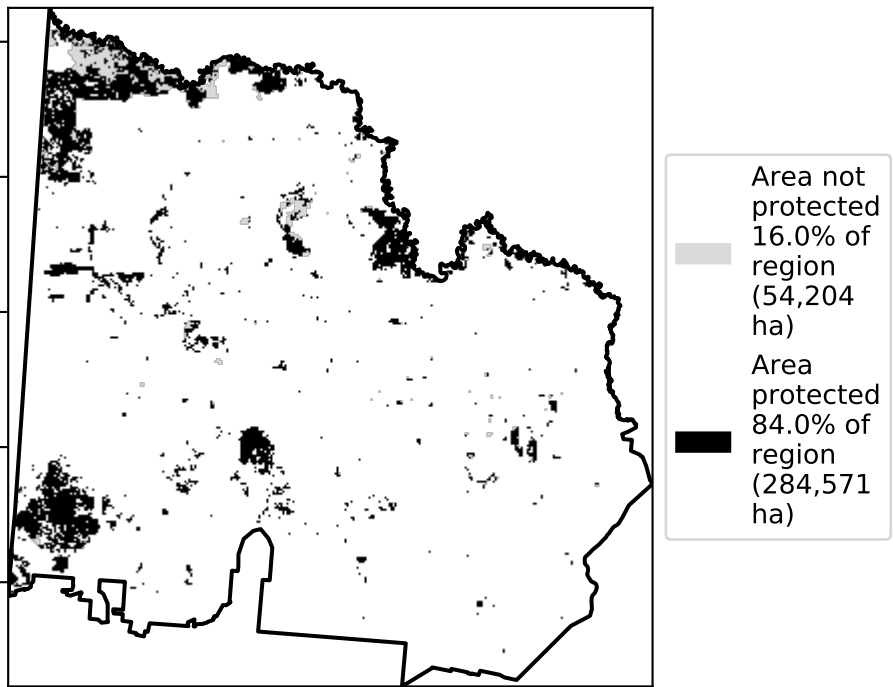 Area not
protected
16.0% of
region
(54,204
ha)
Area
protected
84.0% of
region
(284,571
ha)